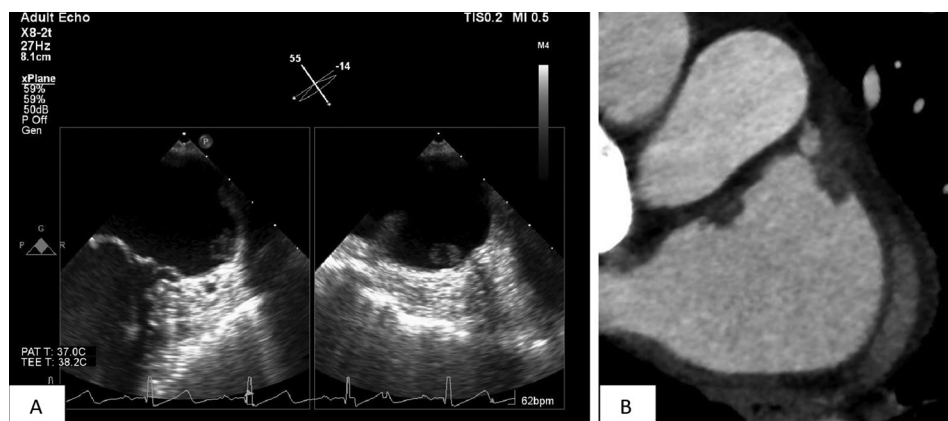 Adult Echo
TIS0.2 MI 0.5
X8-2t
27Hz
8.1cm
M4
xPlane
59%
59%
50dB
P Off
Gen
55
-14
P
G
P R
PAT T: 37.0C
TEE T: 38.2C
62bpm
A
B